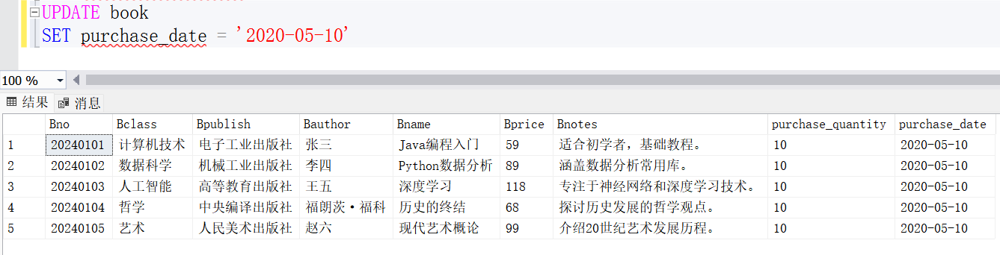 UPDATE book
SET purchase_date = '2020-05-10'
100 %
结果 消息
Bno Bclass Bpublish Bauthor Bname Bprice Bnotes purchase_quantity purchase_date
1 20240101 计算机技术 电子工业出版社 张三 Java编程入门 59 适合初学者，基础教程。 10 2020-05-10
2 20240102 数据科学 机械工业出版社 李四 Python数据分析 89 涵盖数据分析常用库。 10 2020-05-10
3 20240103 人工智能 高等教育出版社 王五 深度学习 118 专注于神经网络和深度学习技术。 10 2020-05-10
4 20240104 哲学 中央编译出版社 福朗茨·福科 历史的终结 68 探讨历史发展的哲学观点。 10 2020-05-10
5 20240105 艺术 人民美术出版社 赵六 现代艺术概论 99 介绍20世纪艺术发展历程。 10 2020-05-10